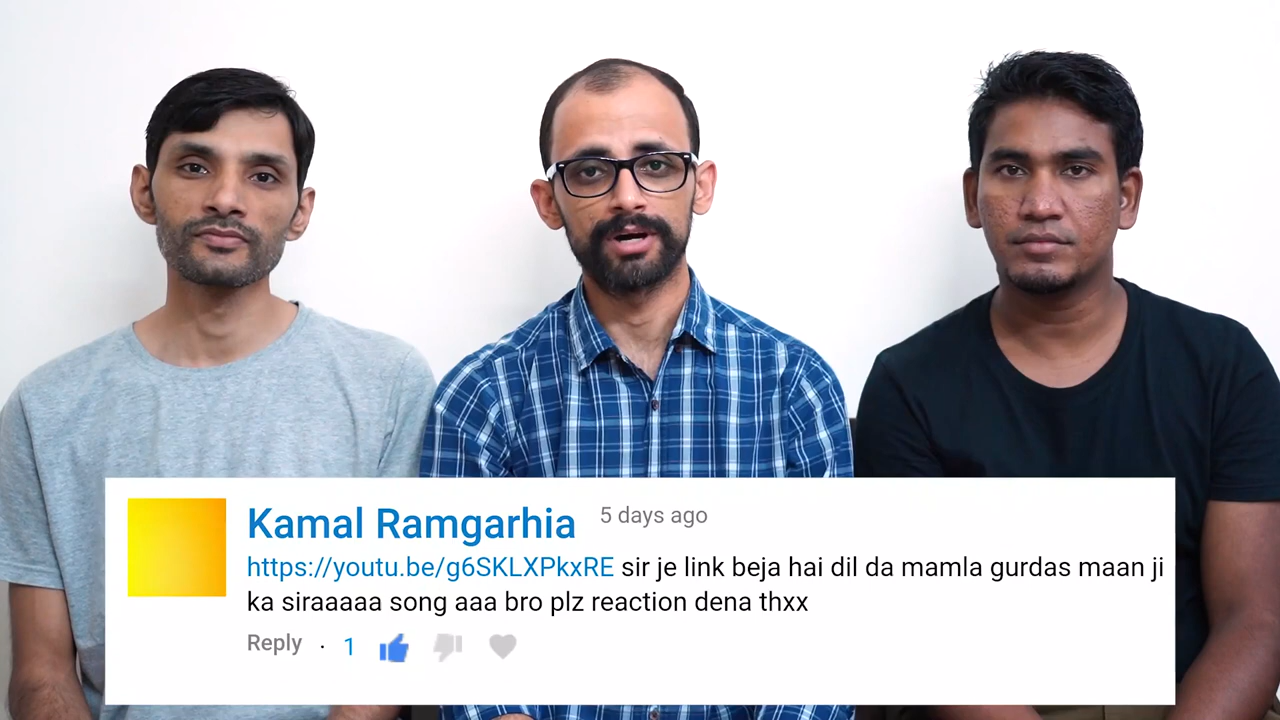 Kamal Ramgarhia 5 days ago
https://youtu.be/g6SKLXPkxRE sir je link beja hai dil da mamla gurdas maan ji
ka siraaaaa song aaa bro plz reaction dena thxx
Reply · 1